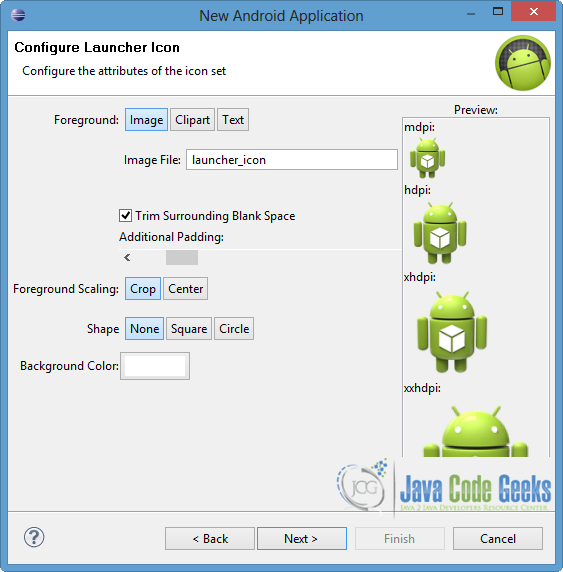 New Android Application
Configure Launcher Icon
Configure the attributes of the icon set
Foreground: Image Clipart Text
Image File: launcher_icon
Trim Surrounding Blank Space
Additional Padding:
Foreground Scaling: Crop Center
Shape None Square Circle
Background Color:
Preview:
mdpi:
hdpi:
xhdpi:
xxhdpi:
JCG
Java Code Geeks
JAVA 2 JAVA DEVELOPERS RESOURCE CENTER
? < Back Next > Finish Cancel